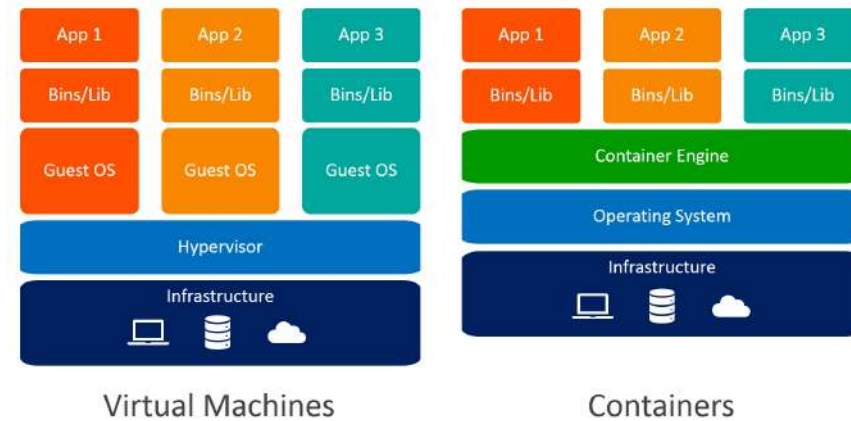 App 1 App 2 App 3
Bins/Lib Bins/Lib Bins/Lib
Guest OS Guest OS Guest OS
Hypervisor
Infrastructure
Virtual Machines
App 1 App 2 App 3
Bins/Lib Bins/Lib Bins/Lib
Container Engine
Operating System
Infrastructure
Containers